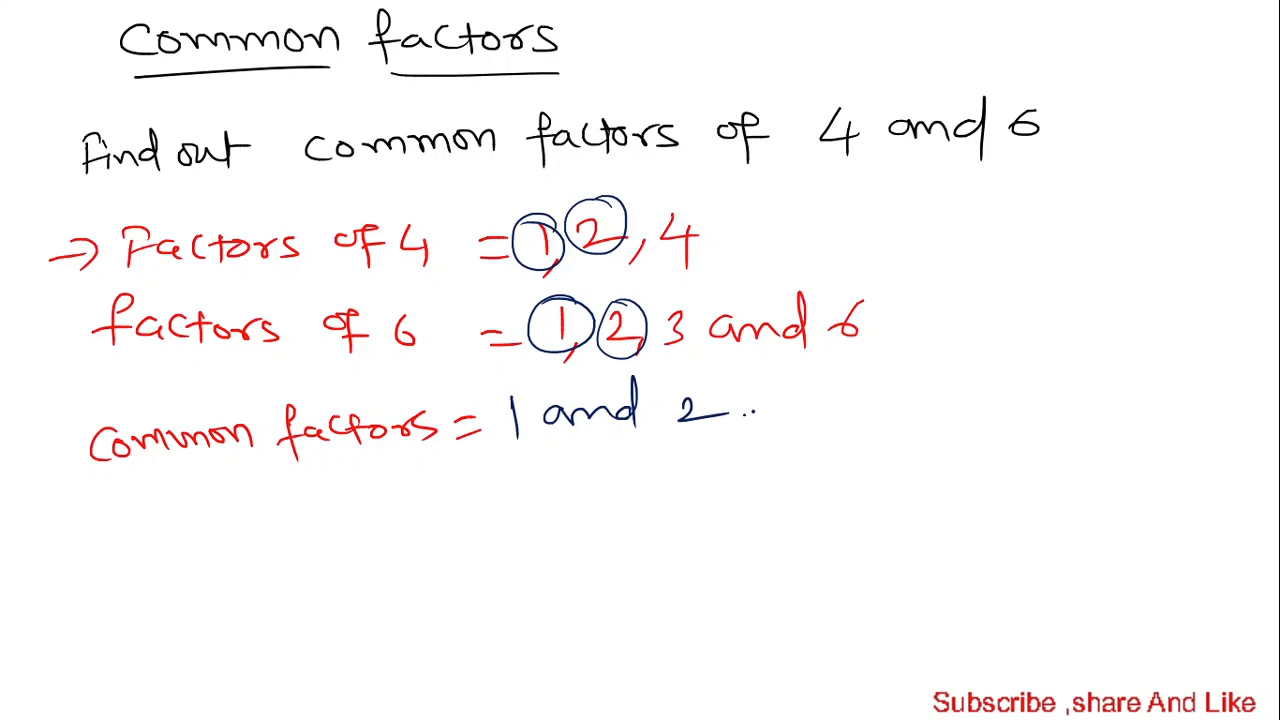 Common factors
Find out common factors of 4 and 6
→ Factors of 4 = 1, 2, 4
factors of 6 = 1, 2, 3 and 6
Common factors = 1 and 2 ..
Subscribe ,share And Like